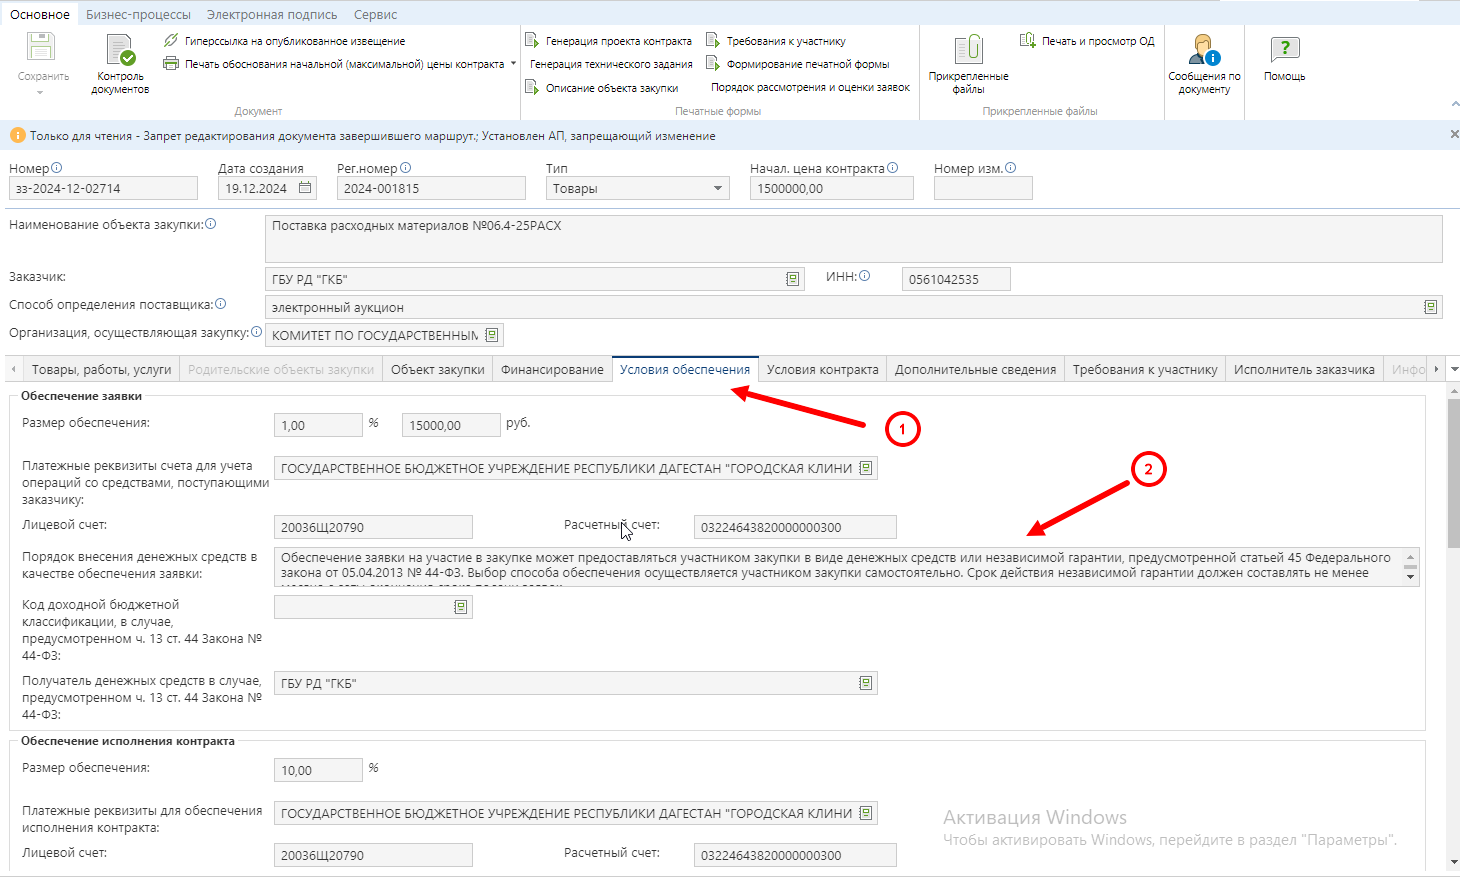 Основное Бизнес-процессы Электронная подпись Сервис
Сохранить
Контроль документов
Гиперссылка на опубликованное извещение
Печать обоснования начальной (максимальной) цены контракта
Документ
Генерация проекта контракта
Генерация технического задания
Описание объекта закупки
Требования к участнику
Формирование печатной формы
Порядок рассмотрения и оценки заявок
Печатные формы
Прикрепленные файлы
Печать и просмотр ОД
Прикрепленные файлы
Сообщения по документу
Помощь
Только для чтения - Запрет редактирования документа завершившего маршрут.; Установлен АП, запрещающий изменение
Номер Дата создания Рег.номер Тип Начал. цена контракта Номер изм.
зз-2024-12-02714 19.12.2024 2024-001815 Товары 1500000,00
Наименование объекта закупки: Поставка расходных материалов №06.4-25РАСХ
Заказчик: ГБУ РД "ГКБ" ИНН: 0561042535
Способ определения поставщика: электронный аукцион
Организация, осуществляющая закупку: КОМИТЕТ ПО ГОСУДАРСТВЕННЫМ
Товары, работы, услуги Родительские объекты закупки Объект закупки Финансирование Условия обеспечения Условия контракта Дополнительные сведения Требования к участнику Исполнитель заказчика Инфо
Обеспечение заявки
Размер обеспечения: 1,00 % 15000,00 руб.
1
2
Платежные реквизиты счета для учета
операций со средствами, поступающими
заказчику:
ГОСУДАРСТВЕННОЕ БЮДЖЕТНОЕ УЧРЕЖДЕНИЕ РЕСПУБЛИКИ ДАГЕСТАН "ГОРОДСКАЯ КЛИНИ
Лицевой счет: 20036Щ20790 Расчетный счет: 03224643820000000300
Порядок внесения денежных средств в
качестве обеспечения заявки:
Обеспечение заявки на участие в закупке может предоставляться участником закупки в виде денежных средств или независимой гарантии, предусмотренной статьей 45 Федерального
закона от 05.04.2013 № 44-ФЗ. Выбор способа обеспечения осуществляется участником закупки самостоятельно. Срок действия независимой гарантии должен составлять не менее
Код доходной бюджетной
классификации, в случае,
предусмотренном ч. 13 ст. 44 Закона №
44-ФЗ:
Получатель денежных средств в случае,
предусмотренном ч. 13 ст. 44 Закона №
44-ФЗ:
ГБУ РД "ГКБ"
Обеспечение исполнения контракта
Размер обеспечения: 10,00 %
Платежные реквизиты для обеспечения
исполнения контракта:
ГОСУДАРСТВЕННОЕ БЮДЖЕТНОЕ УЧРЕЖДЕНИЕ РЕСПУБЛИКИ ДАГЕСТАН "ГОРОДСКАЯ КЛИНИ
Лицевой счет: 20036Щ20790 Расчетный счет: 03224643820000000300
Активация Windows
Чтобы активировать Windows, перейдите в раздел "Параметры".